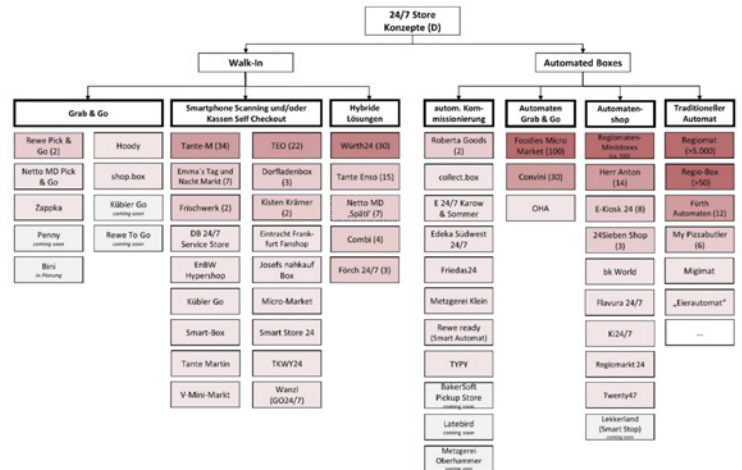 24/7 Store
Konzepte (D)
Walk-In
Automated Boxes
Grab & Go
Smartphone Scanning und/oder
Kassen Self Checkout
Hybride
Lösungen
autom. Kom-
missionierung
Automaten
Grab & Go
Automaten-
shop
Traditioneller
Automat
Rewe Pick &
Go (2)
Netto MD Pick
& Go
Zappka
Penny
coming soon
Bini
in Planung
Hoody
shop.box
Kübler Go
coming soon
Rewe To Go
coming soon
Tante-M (34)
Emma´s Tag und
Nacht Markt (7)
Frischwerk (2)
DB 24/7
Service Store
EnBW
Hypershop
Kübler Go
Smart-Box
Tante Martin
V-Mini-Markt
TEO (22)
Dorfladenbox
(3)
Kisten Krämer
(2)
Eintracht Frank-
furt Fanshop
Josefs nahkauf
Box
Micro-Market
Smart Store 24
TKWY24
Wanzl
(GO24/7)
Würth24 (30)
Tante Enso (15)
Netto MD
„Späti“ (7)
Combi (4)
Förch 24/7 (3)
Roberta Goods
(2)
collect.box
E 24/7 Karow
& Sommer
Edeka Südwest
24/7
Friedas24
Metzgerei Klein
Rewe ready
(Smart Automat)
TYPY
BakerSoft
Pickup Store
coming soon
Latebird
coming soon
Metzgerei
Oberhammer
coming soon
Foodies Micro
Market (100)
Convini (30)
OHA
Regiomaten-
Ministores
(ca. 100)
Herr Anton
(14)
E-Kiosk 24 (8)
24Sieben Shop
(3)
bk World
Flavura 24/7
Ki24/7
Regiomarkt 24
Twenty47
Lekkerland
(Smart Stop)
coming soon
Regiomat
(>5.000)
Regio-Box
(>50)
Fürth
Automaten (12)
My Pizzabutler
(6)
Migimat
„Eierautomat“
...